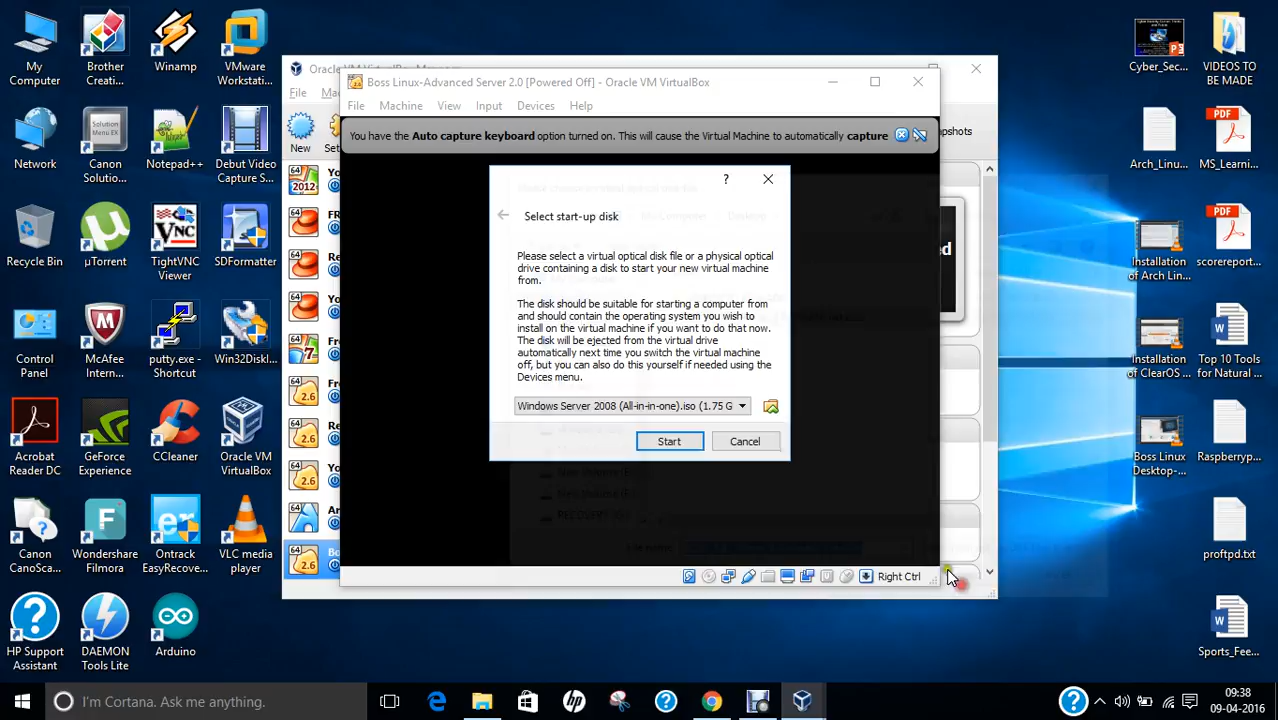 My Computer
Brother Creati...
Winamp
VMware Workstati...
Network
Canon Solution...
Notepad++
Debut Video Capture S...
Recycle Bin
µTorrent
TightVNC Viewer
SDFormatter
Control Panel
McAfee Intern...
putty.exe - Shortcut
Win32Diskl...
Acrobat Reader DC
GeForce Experience
CCleaner
Oracle VM VirtualBox
Canon CanoScan...
Wondershare Filmora
Ontrack EasyRecove...
VLC media player
HP Support Assistant
DAEMON Tools Lite
Arduino
File
New
Boss Linux-Advanced Server 2.0 [Powered Off] - Oracle VM VirtualBox
File Machine View Input Devices Help
You have the Auto capture keyboard option turned on. This will cause the Virtual Machine to automatically capture
Select start-up disk
Please select a virtual optical disk file or a physical optical
drive containing a disk to start your new virtual machine
from.
The disk should be suitable for starting a computer from
and should contain the operating system you wish to
install on the virtual machine if you want to do that now.
The disk will be ejected from the virtual drive
automatically next time you switch the virtual machine
off, but you can also do this yourself if needed using the
Devices menu.
Windows Server 2008 (All-in-in-one).iso (1.75 G
Start
Cancel
Right Ctrl
Cyber_Sec...
VIDEOS TO BE MADE
Arch_Linu...
MS_Learni...
Installation of Arch Lin...
scorereport...
Installation of ClearOS ...
Top 10 Tools for Natural ...
Boss Linux Desktop-...
Raspberryp...
proftpd.txt
Sports_Fee...
I'm Cortana. Ask me anything.
09:38
09-04-2016